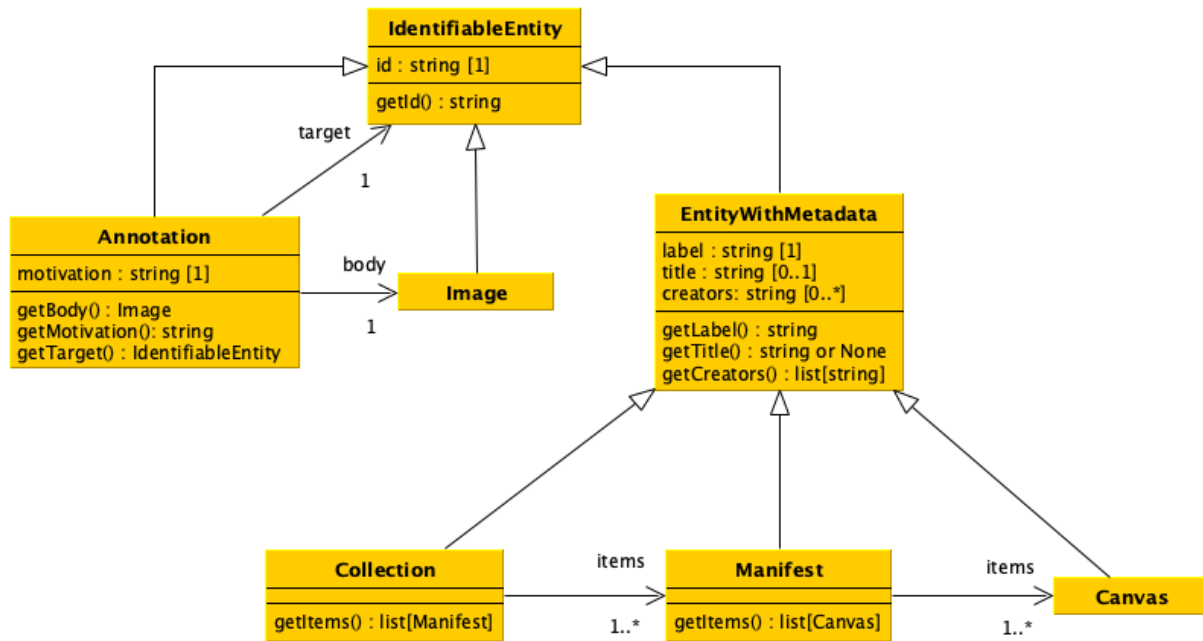 IdentifiableEntity
id : string [1]
getId() : string
target
1
Annotation
motivation : string [1]
getBody() : Image
getMotivation(): string
getTarget() : IdentifiableEntity
body
1
Image
EntityWithMetadata
label : string [1]
title : string [0..1]
creators: string [0..*]
getLabel() : string
getTitle() : string or None
getCreators() : list[string]
Collection
getItems() : list[Manifest]
items
1..*
Manifest
getItems() : list[Canvas]
items
1..*
Canvas